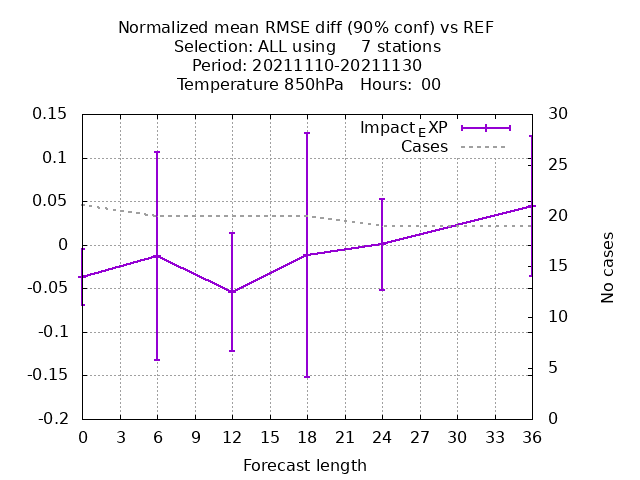 Normalized mean RMSE diff (90% conf) vs REF
Selection: ALL using     7 stations
Period: 20211110-20211130
Temperature 850hPa   Hours:  00
Impact_EXP
Cases
0.15
0.1
0.05
0
-0.05
-0.1
-0.15
-0.2
30
25
20
15
10
5
0
No cases
0 3 6 9 12 15 18 21 24 27 30 33 36
Forecast length